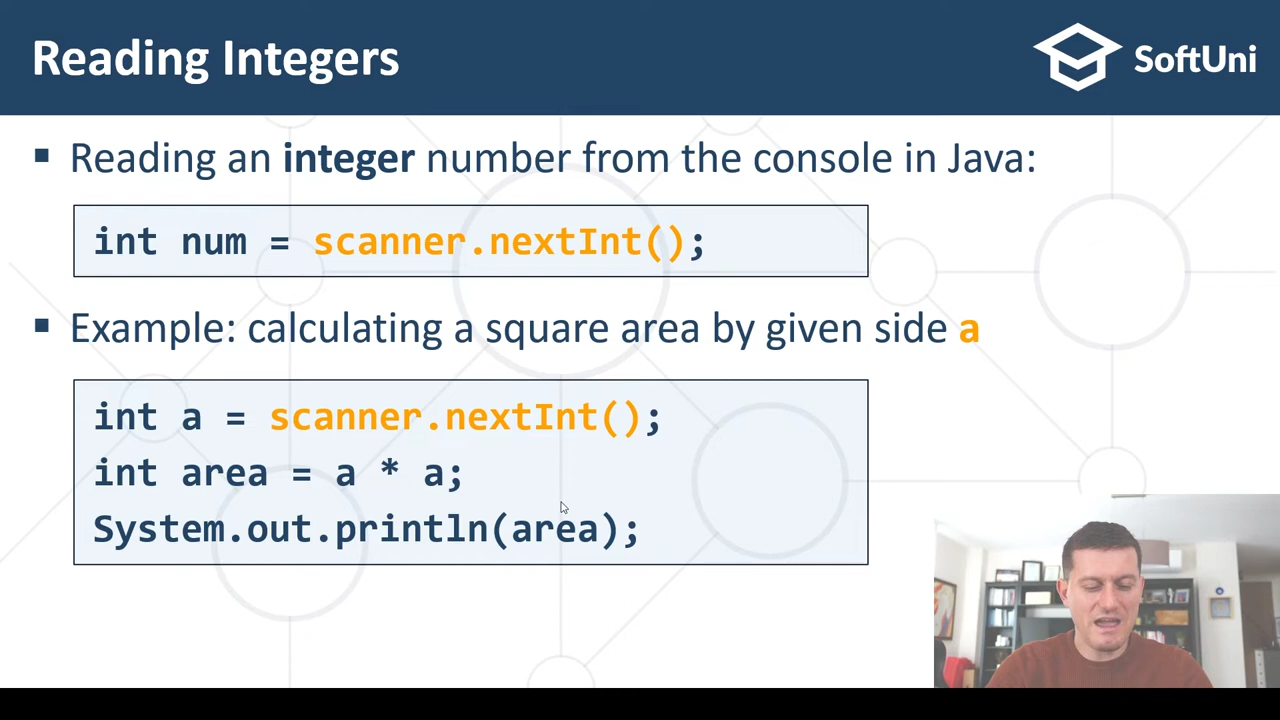 Reading Integers
SoftUni
▪ Reading an integer number from the console in Java:
int num = scanner.nextInt();
▪ Example: calculating a square area by given side a
int a = scanner.nextInt();
int area = a * a;
System.out.println(area);